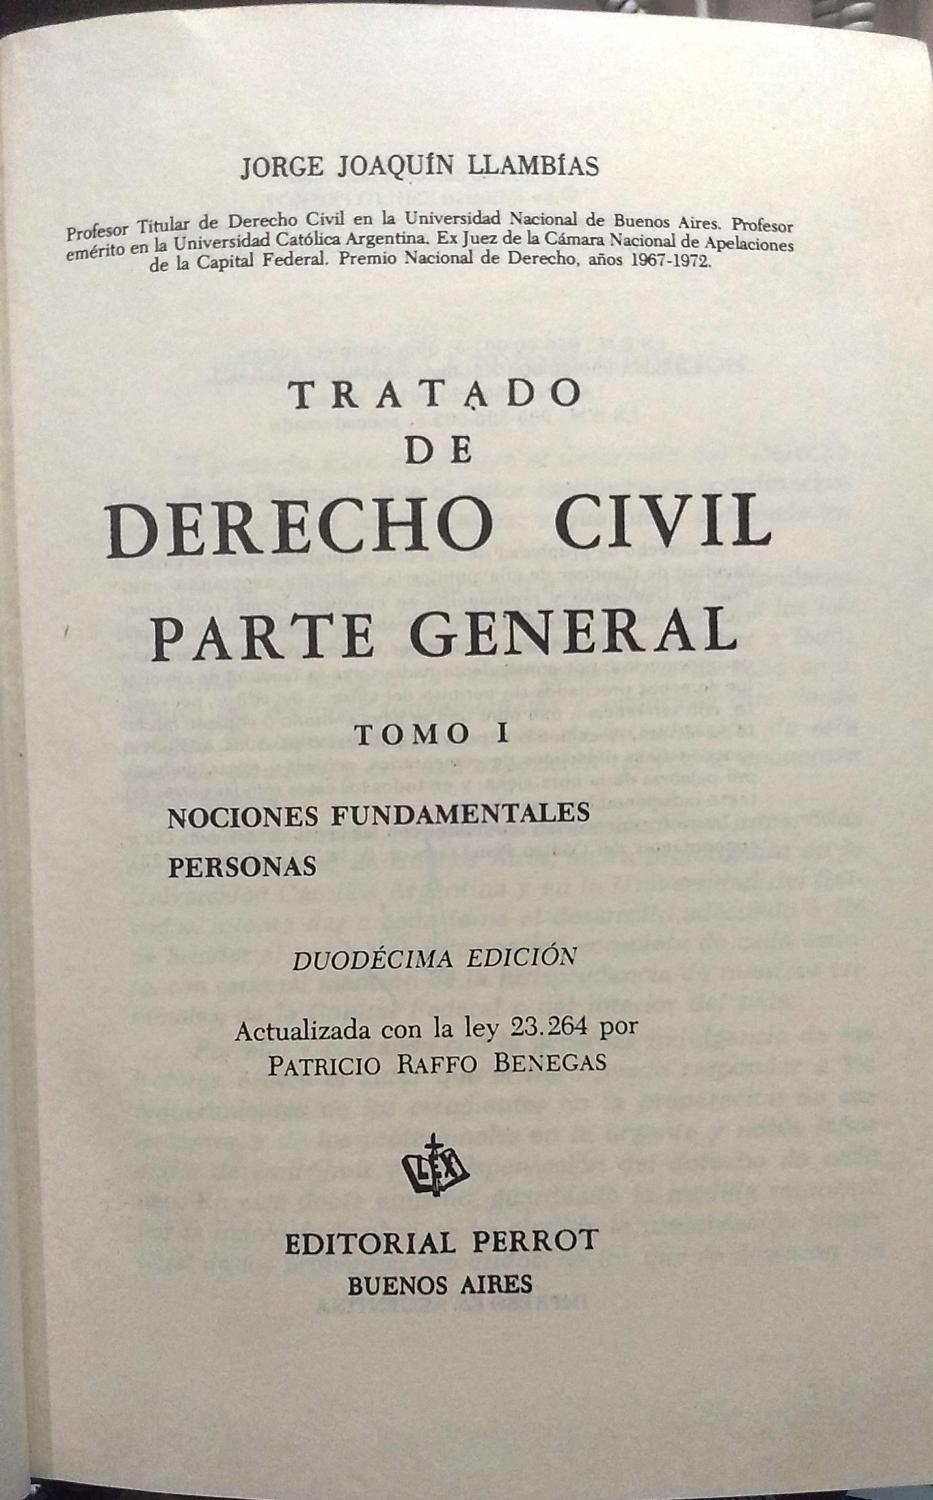 JORGE JOAQUÍN LLAMBÍAS
Profesor Titular de Derecho Civil en la Universidad Nacional de Buenos Aires. Profesor
emérito en la Universidad Católica Argentina. Ex Juez de la Cámara Nacional de Apelaciones
de la Capital Federal. Premio Nacional de Derecho, años 1967-1972.
TRATADO
DE
DERECHO CIVIL
PARTE GENERAL
TOMO I
NOCIONES FUNDAMENTALES
PERSONAS
DUODÉCIMA EDICIÓN
Actualizada con la ley 23.264 por
PATRICIO RAFFO BENEGAS
LEX
EDITORIAL PERROT
BUENOS AIRES